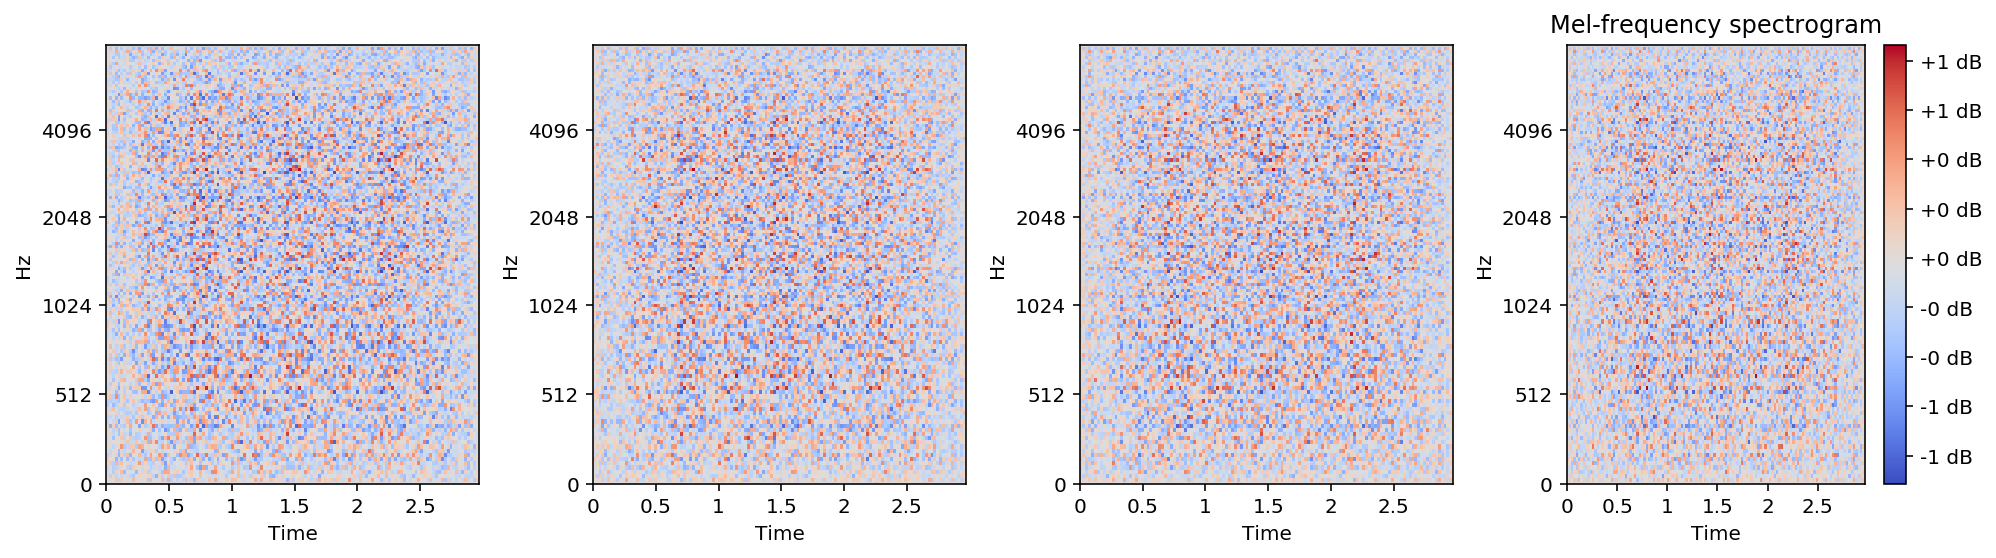 Mel-frequency spectrogram
Hz
4096
2048
1024
512
0
0 0.5 1 1.5 2 2.5
Time
Hz
4096
2048
1024
512
0
0 0.5 1 1.5 2 2.5
Time
Hz
4096
2048
1024
512
0
0 0.5 1 1.5 2 2.5
Time
Hz
4096
2048
1024
512
0
0 0.5 1 1.5 2 2.5
Time
+1 dB
+1 dB
+0 dB
+0 dB
+0 dB
-0 dB
-0 dB
-1 dB
-1 dB